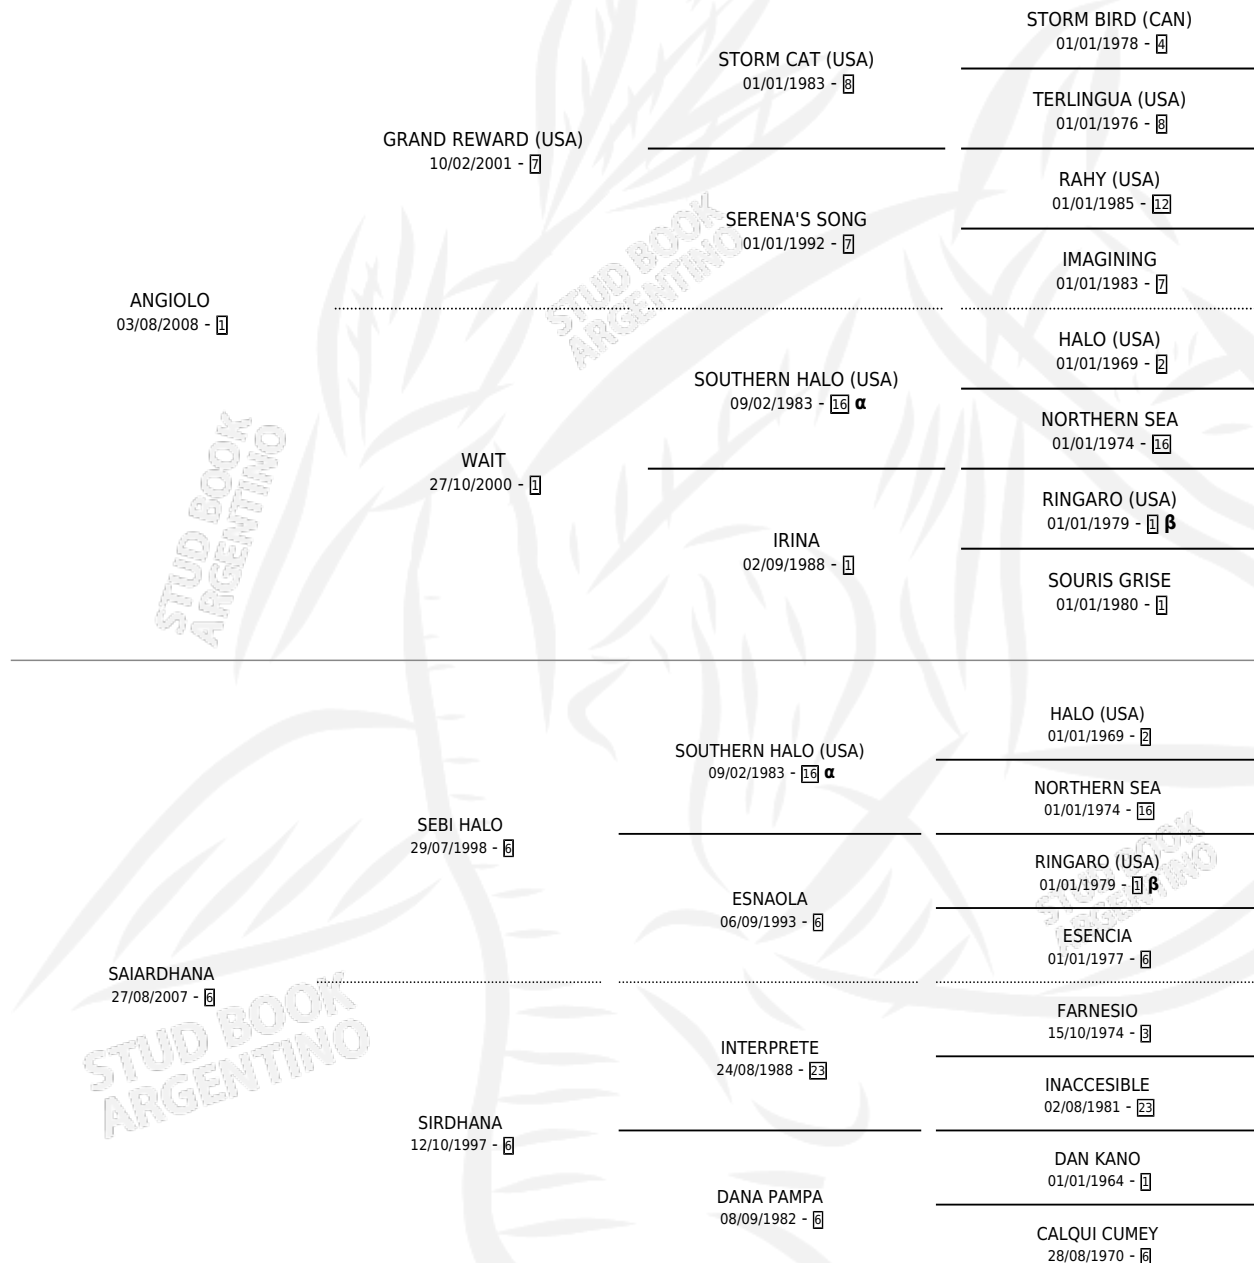 STORM BIRD (CAN)
01/01/1978 - 4
STORM CAT (USA)
01/01/1983 - 8
TERLINGUA (USA)
01/01/1976 - 8
GRAND REWARD (USA)
10/02/2001 - 7
RAHY (USA)
01/01/1985 - 12
SERENA'S SONG
01/01/1992 - 7
IMAGINING
01/01/1983 - 7
ANGIOLO
03/08/2008 - 1
HALO (USA)
01/01/1969 - 2
SOUTHERN HALO (USA)
09/02/1983 - 16 α
NORTHERN SEA
01/01/1974 - 16
WAIT
27/10/2000 - 1
RINGARO (USA)
01/01/1979 - 1 β
IRINA
02/09/1988 - 1
SOURIS GRISE
01/01/1980 - 1
HALO (USA)
01/01/1969 - 2
SOUTHERN HALO (USA)
09/02/1983 - 16 α
NORTHERN SEA
01/01/1974 - 16
SEBI HALO
29/07/1998 - 6
RINGARO (USA)
01/01/1979 - 1 β
ESNAOLA
06/09/1993 - 6
ESENCIA
01/01/1977 - 6
SAIARDHANA
27/08/2007 - 6
FARNESIO
15/10/1974 - 3
INTERPRETE
24/08/1988 - 23
INACCESIBLE
02/08/1981 - 23
SIRDHANA
12/10/1997 - 6
DAN KANO
01/01/1964 - 1
DANA PAMPA
08/09/1982 - 6
CALQUI CUMEY
28/08/1970 - 6
STUD BOOK
ARGENTINO
STUD BOOK
ARGENTINO
STUD BOOK
ARGENTINO
STUD BOOK
ARGENTINO